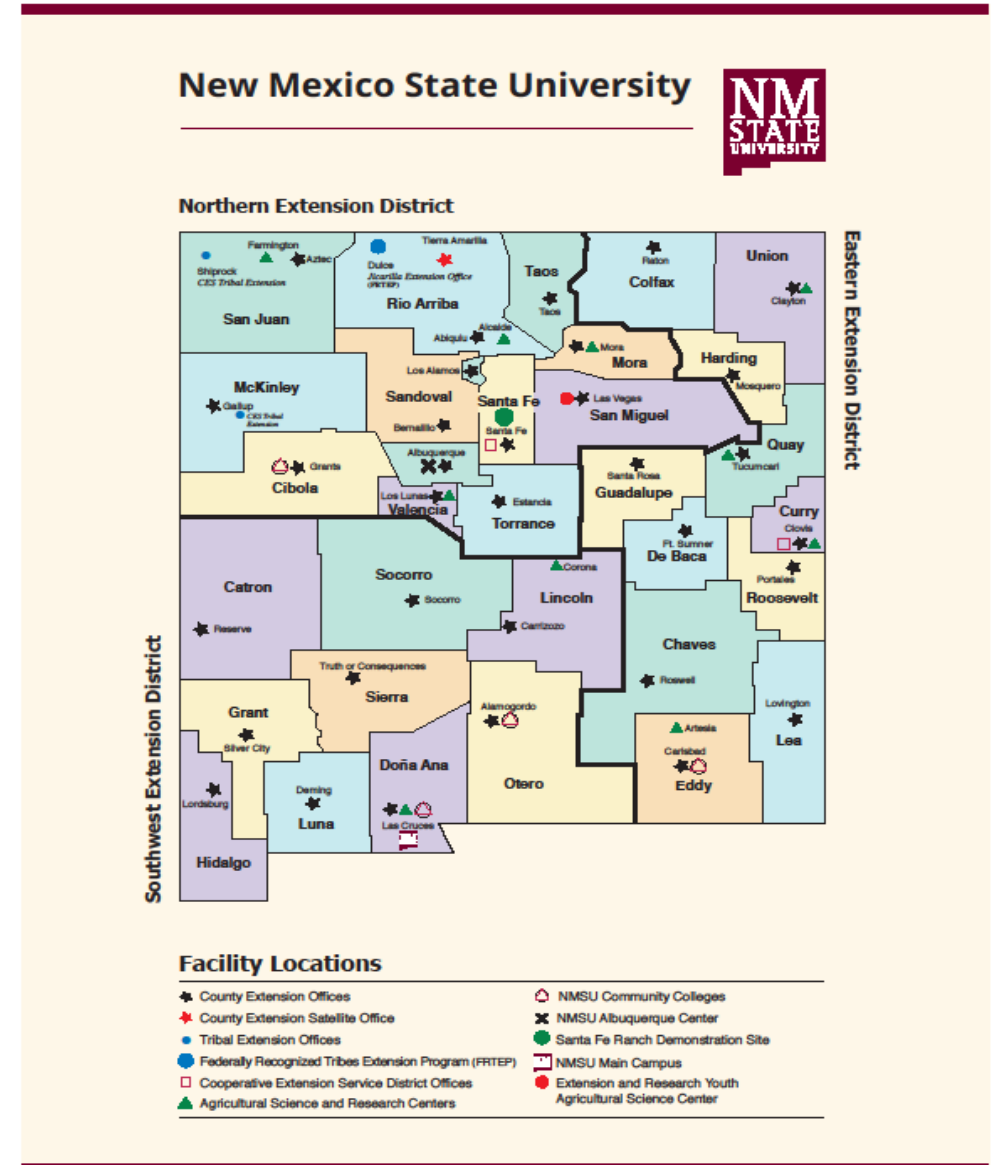 New Mexico State University
NM
STATE
UNIVERSITY
Northern Extension District
Eastern Extension District
Southwest Extension District
Farmington
Aztec
Shiprock
CES Tribal Extension
San Juan
Tierra Amarilla
Dulce
Jicarilla Extension Office
(FRTEP)
Rio Arriba
Abiquiu
Alcalde
Taos
Taos
Raton
Colfax
Union
Clayton
Mora
Mora
Harding
Mosquero
McKinley
Gallup
CES Tribal
Extension
Los Alamos
Sandoval
Bernalillo
Santa Fe
Santa Fe
Las Vegas
San Miguel
Quay
Tucumcari
Grants
Cibola
Albuquerque
Los Lunas
Valencia
Estancia
Torrance
Santa Rosa
Guadalupe
Curry
Clovis
Ft. Sumner
De Baca
Portales
Roosevelt
Catron
Reserve
Socorro
Socorro
Corona
Lincoln
Carrizozo
Chaves
Roswell
Truth or Consequences
Sierra
Grant
Silver City
Alamogordo
Otero
Artesia
Carlsbad
Eddy
Lovington
Lea
Lordsburg
Hidalgo
Deming
Luna
Doña Ana
Las Cruces
Facility Locations
County Extension Offices
County Extension Satellite Office
Tribal Extension Offices
Federally Recognized Tribes Extension Program (FRTEP)
Cooperative Extension Service District Offices
Agricultural Science and Research Centers
NMSU Community Colleges
NMSU Albuquerque Center
Santa Fe Ranch Demonstration Site
NMSU Main Campus
Extension and Research Youth
Agricultural Science Center